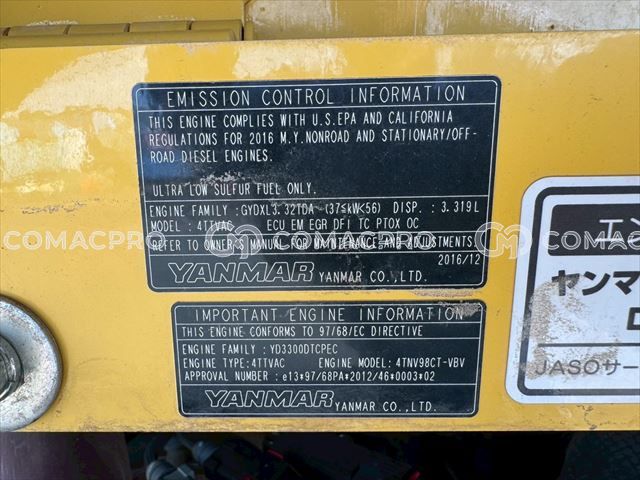 EMISSION CONTROL INFORMATION
THIS ENGINE COMPLIES WITH U.S.EPA AND CALIFORNIA
REGULATIONS FOR 2016 M.Y.NONROAD AND STATIONARY/OFF-
ROAD DIESEL ENGINES.
ULTRA LOW SULFUR FUEL ONLY.
ENGINE FAMILY:GYDXL3.32TDA (37≤kW<56) DISP.: 3.319L
MODEL: 4TTVAC ECU EM EGR DFI TC PTOX OC
REFER TO OWNER'S MANUAL FOR MAINTENANCE AND ADJUSTMENTS
2016/12
YANMAR YANMAR CO.,LTD.
COMACPRO COMACPRO COMACPRO
IMPORTANT ENGINE INFORMATION
THIS ENGINE CONFORMS TO 97/68/EC DIRECTIVE
ENGINE FAMILY : YD3300DTCPEC
ENGINE TYPE:4TTVAC ENGINE MODEL: 4TNV98CT-VBV
APPROVAL NUMBER : e13*97/68PA*2012/46*0003*02
YANMAR YANMAR CO.,LTD.
エン
ヤンマ
JASOサー